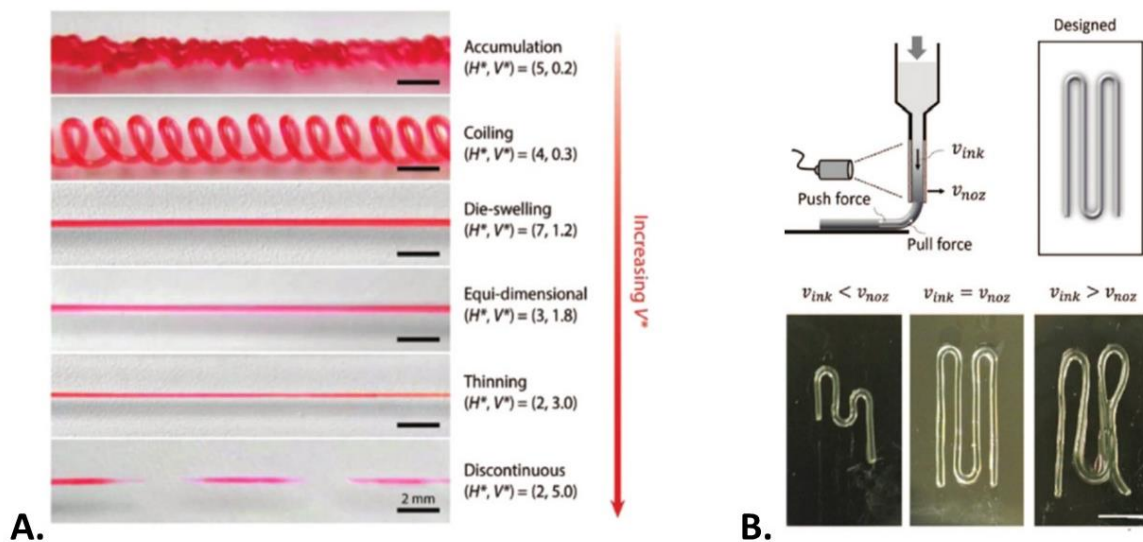 Accumulation
(H*, V*) = (5, 0.2)
Coiling
(H*, V*) = (4, 0.3)
Die-swelling
(H*, V*) = (7, 1.2)
Equi-dimensional
(H*, V*) = (3, 1.8)
Thinning
(H*, V*) = (2, 3.0)
Discontinuous
(H*, V*) = (2, 5.0)
2 mm
Increasing V*
A.
Designed
v_ink
v_noz
Push force
Pull force
v_ink < v_noz
v_ink = v_noz
v_ink > v_noz
B.